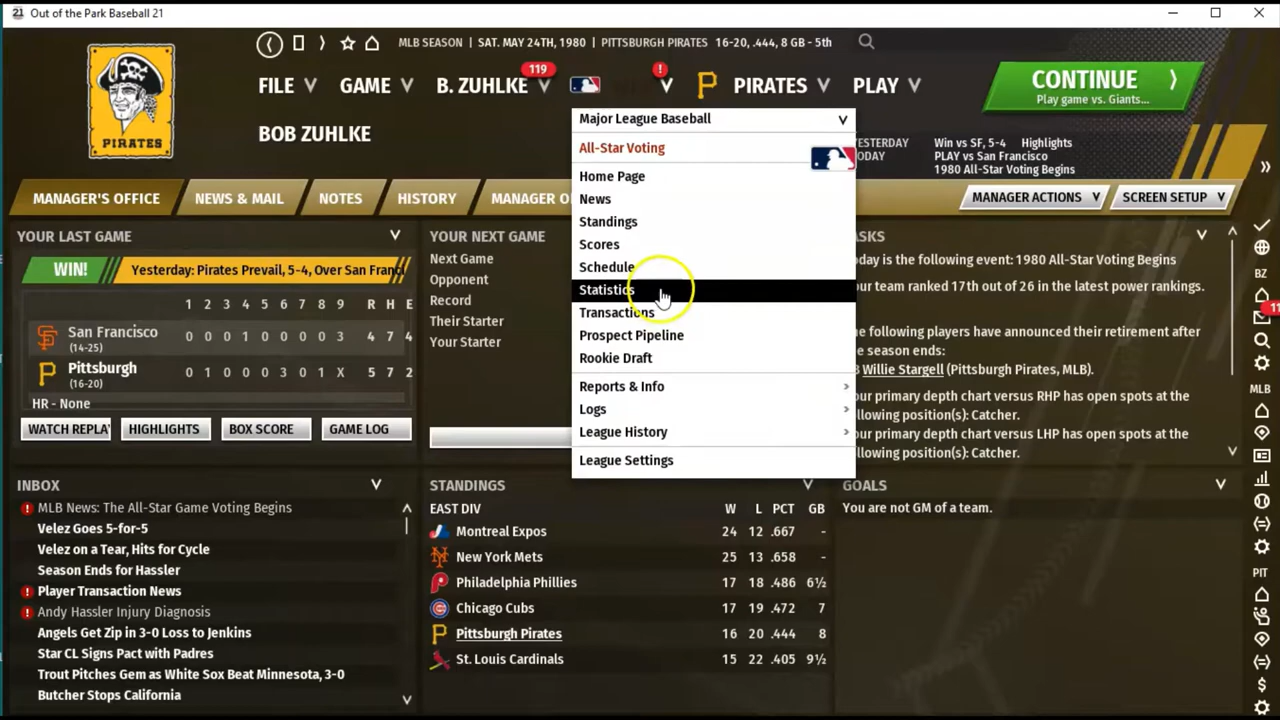 21 Out of the Park Baseball 21
MLB SEASON | SAT. MAY 24TH, 1980 | PITTSBURGH PIRATES 16-20, .444, 8 GB - 5th
FILE GAME B. ZUHLKE 119 ! PIRATES PLAY
CONTINUE
Play game vs. Giants...
PIRATES
BOB ZUHLKE
Major League Baseball
All-Star Voting
Home Page
News
Standings
Scores
Schedule
Statistics
Transactions
Prospect Pipeline
Rookie Draft
Reports & Info
Logs
League History
League Settings
YESTERDAY Win vs SF, 5-4 Highlights
ODAY PLAY vs San Francisco
1980 All-Star Voting Begins
MANAGER'S OFFICE NEWS & MAIL NOTES HISTORY MANAGER O
MANAGER ACTIONS SCREEN SETUP
YOUR LAST GAME
WIN! Yesterday: Pirates Prevail, 5-4, Over San Franc
1 2 3 4 5 6 7 8 9 R H E
San Francisco 1 0 0 0 0 3 0 0 0 4 7 4
(14-25)
Pittsburgh 0 1 0 0 0 3 0 1 X 5 7 2
(16-20)
HR - None
WATCH REPLA HIGHLIGHTS BOX SCORE GAME LOG
YOUR NEXT GAME
Next Game
Opponent
Record
Their Starter
Your Starter
ASKS
oday is the following event: 1980 All-Star Voting Begins
our team ranked 17th out of 26 in the latest power rankings.
he following players have announced their retirement after
e season ends:
B Willie Stargell (Pittsburgh Pirates, MLB).
our primary depth chart versus RHP has open spots at the
llowing position(s): Catcher.
our primary depth chart versus LHP has open spots at the
llowing position(s): Catcher.
INBOX
MLB News: The All-Star Game Voting Begins
Velez Goes 5-for-5
Velez on a Tear, Hits for Cycle
Season Ends for Hassler
Player Transaction News
Andy Hassler Injury Diagnosis
Angels Get Zip in 3-0 Loss to Jenkins
Star CL Signs Pact with Padres
Trout Pitches Gem as White Sox Beat Minnesota, 3-0
Butcher Stops California
STANDINGS
EAST DIV W L PCT GB
Montreal Expos 24 12 .667 -
New York Mets 25 13 .658 -
Philadelphia Phillies 17 18 .486 6½
Chicago Cubs 17 19 .472 7
Pittsburgh Pirates 16 20 .444 8
St. Louis Cardinals 15 22 .405 9½
GOALS
You are not GM of a team.
BZ
11
MLB
PIT